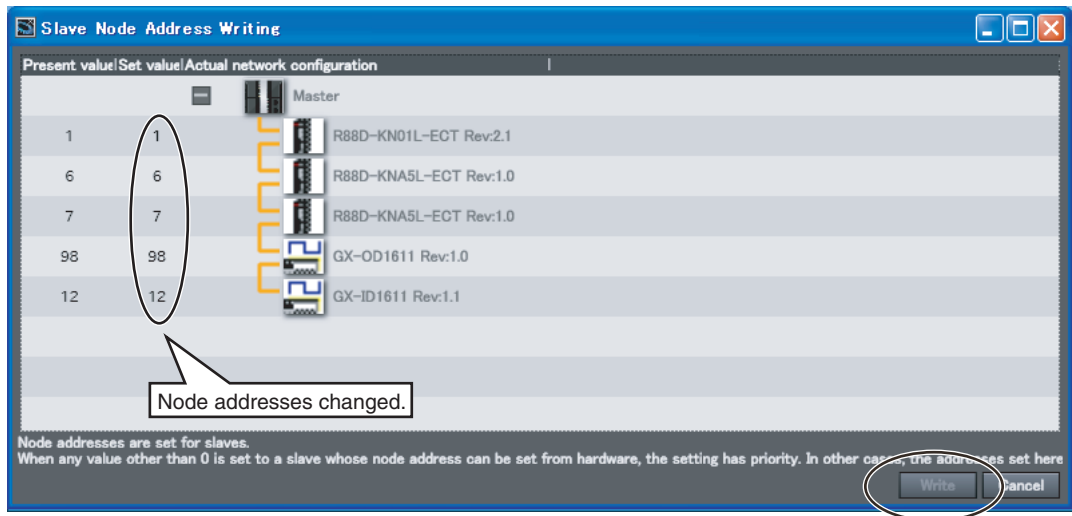 Slave Node Address Writing
Present value|Set value|Actual network configuration
Master
1 1 R88D-KN01L-ECT Rev:2.1
6 6 R88D-KNA5L-ECT Rev:1.0
7 7 R88D-KNA5L-ECT Rev:1.0
98 98 GX-OD1611 Rev:1.0
12 12 GX-ID1611 Rev:1.1
Node addresses changed.
Node addresses are set for slaves.
When any value other than 0 is set to a slave whose node address can be set from hardware, the setting has priority. In other cases, the addresses set here
Write Cancel